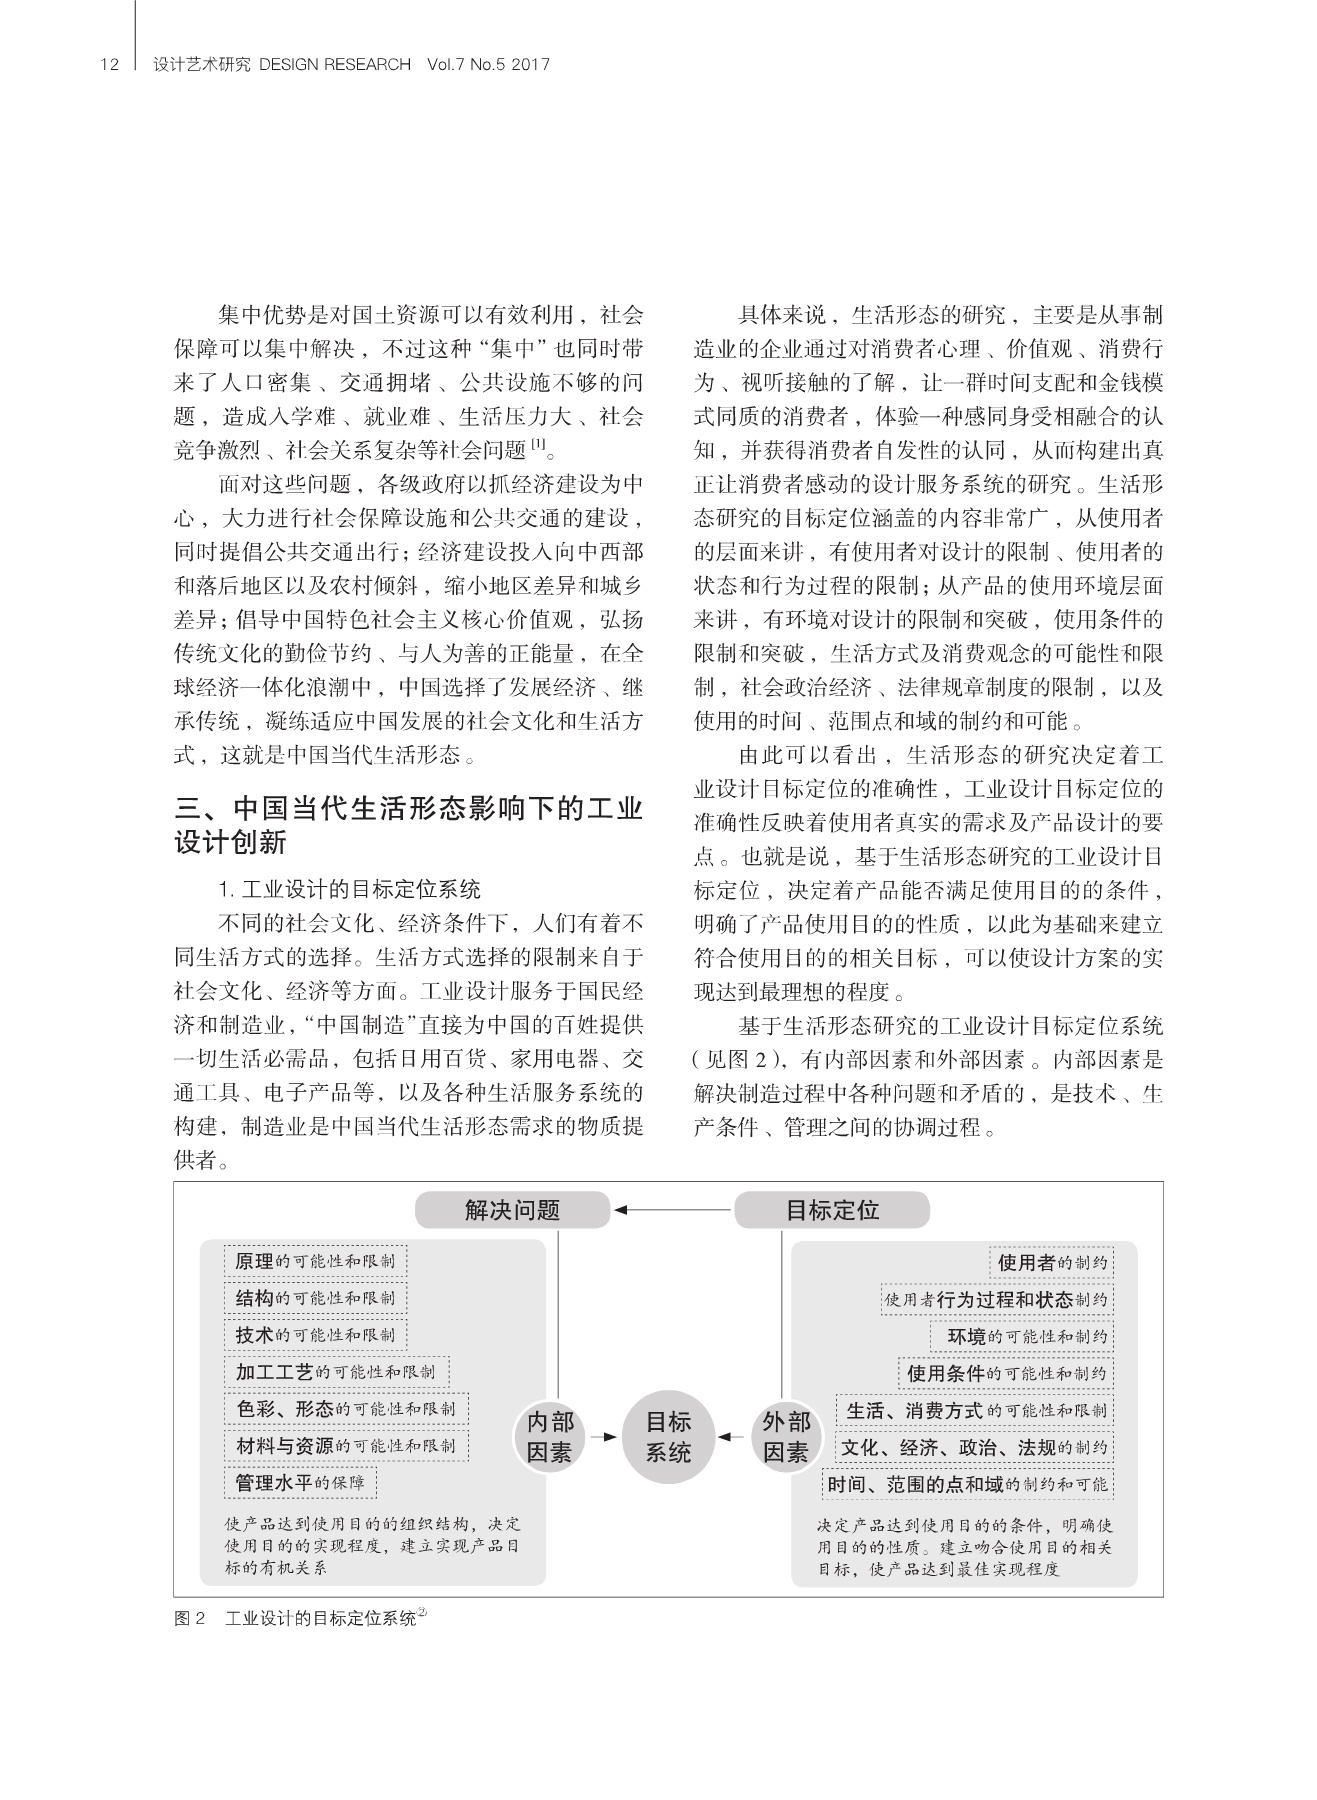 12 设计艺术研究 DESIGN RESEARCH Vol.7 No.5 2017
集中优势是对国土资源可以有效利用，社会
保障可以集中解决，不过这种“集中”也同时带
来了人口密集、交通拥堵、公共设施不够的问
题，造成入学难、就业难、生活压力大、社会
竞争激烈、社会关系复杂等社会问题[1]。
面对这些问题，各级政府以抓经济建设为中
心，大力进行社会保障设施和公共交通的建设，
同时提倡公共交通出行；经济建设投入向中西部
和落后地区以及农村倾斜，缩小地区差异和城乡
差异；倡导中国特色社会主义核心价值观，弘扬
传统文化的勤俭节约、与人为善的正能量，在全
球经济一体化浪潮中，中国选择了发展经济、继
承传统，凝练适应中国发展的社会文化和生活方
式，这就是中国当代生活形态。
三、中国当代生活形态影响下的工业
设计创新
1. 工业设计的目标定位系统
不同的社会文化、经济条件下，人们有着不
同生活方式的选择。生活方式选择的限制来自于
社会文化、经济等方面。工业设计服务于国民经
济和制造业，“中国制造”直接为中国的百姓提供
一切生活必需品，包括日用百货、家用电器、交
通工具、电子产品等，以及各种生活服务系统的
构建，制造业是中国当代生活形态需求的物质提
供者。
具体来说，生活形态的研究，主要是从事制
造业的企业通过对消费者心理、价值观、消费行
为、视听接触的了解，让一群时间支配和金钱模
式同质的消费者，体验一种感同身受相融合的认
知，并获得消费者自发性的认同，从而构建出真
正让消费者感动的设计服务系统的研究。生活形
态研究的目标定位涵盖的内容非常广，从使用者
的层面来讲，有使用者对设计的限制、使用者的
状态和行为过程的限制；从产品的使用环境层面
来讲，有环境对设计的限制和突破，使用条件的
限制和突破，生活方式及消费观念的可能性和限
制，社会政治经济、法律规章制度的限制，以及
使用的时间、范围点和域的制约和可能。
由此可以看出，生活形态的研究决定着工
业设计目标定位的准确性，工业设计目标定位的
准确性反映着使用者真实的需求及产品设计的要
点。也就是说，基于生活形态研究的工业设计目
标定位，决定着产品能否满足使用目的的条件，
明确了产品使用目的的性质，以此为基础来建立
符合使用目的的相关目标，可以使设计方案的实
现达到最理想的程度。
基于生活形态研究的工业设计目标定位系统
（见图2），有内部因素和外部因素。内部因素是
解决制造过程中各种问题和矛盾的，是技术、生
产条件、管理之间的协调过程。
解决问题
目标定位
原理的可能性和限制
结构的可能性和限制
技术的可能性和限制
加工工艺的可能性和限制
色彩、形态的可能性和限制
材料与资源的可能性和限制
管理水平的保障
使产品达到使用目的的组织结构，决定
使用目的的实现程度，建立实现产品目
标的有机关系
内部
因素
目标
系统
外部
因素
使用者的制约
使用者行为过程和状态制约
环境的可能性和制约
使用条件的可能性和制约
生活、消费方式的可能性和限制
文化、经济、政治、法规的制约
时间、范围的点和域的制约和可能
决定产品达到使用目的的条件，明确使
用目的的性质。建立吻合使用目的相关
目标，使产品达到最佳实现程度
图 2 工业设计的目标定位系统②